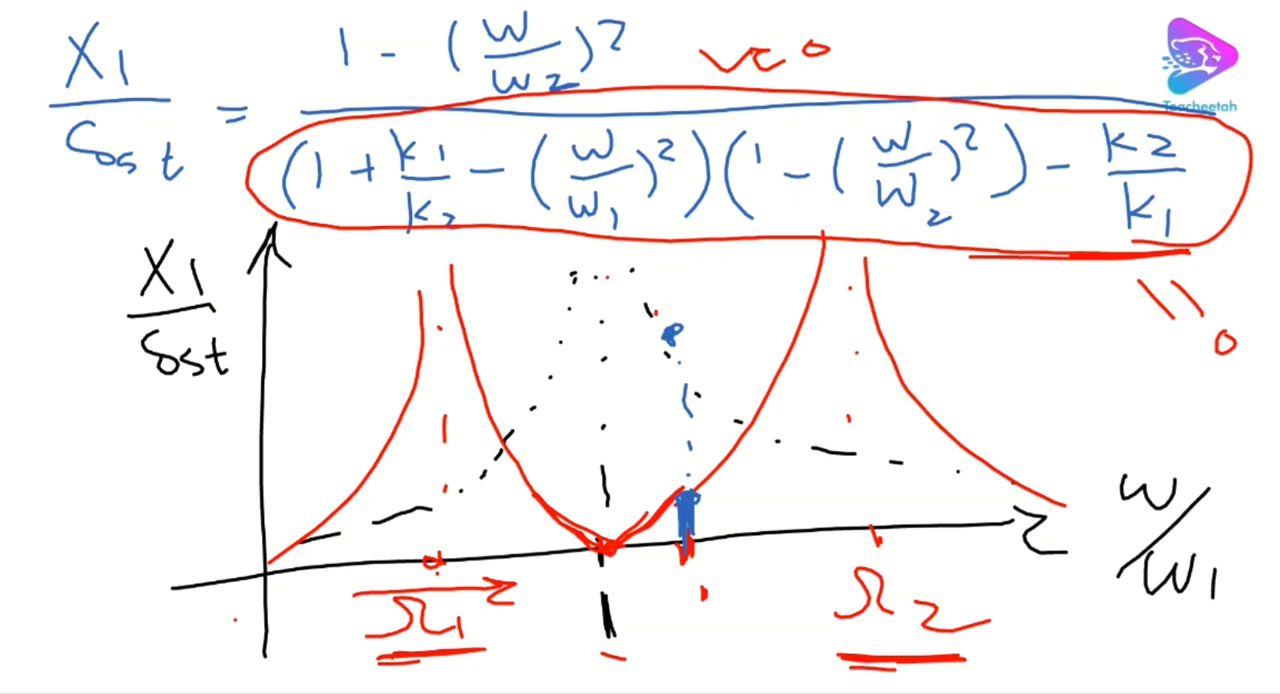 X1/δst = (1 - (w/w2)²) / ((1 + k1/k2 - (w/w1)²)(1 - (w/w2)²) - k2/k1)
Teacheetah
X1/δst
0
w/w1
Ω1
1
Ω2